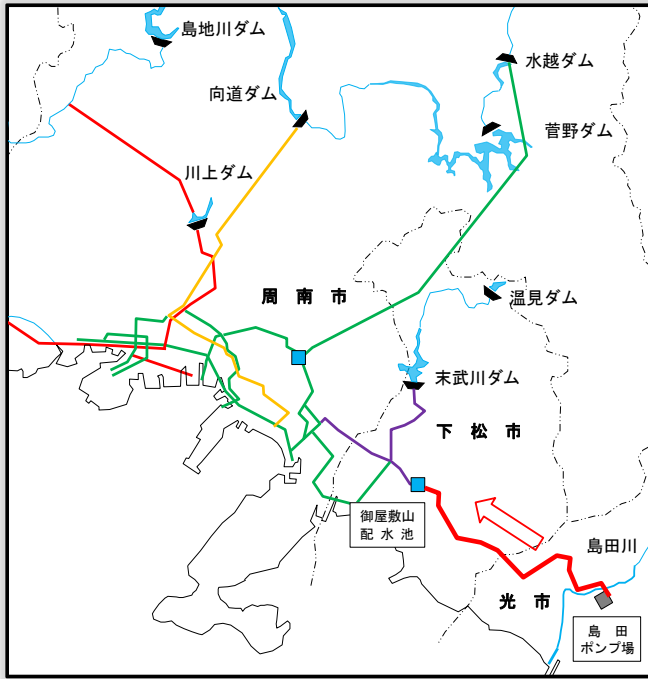 島地川ダム
水越ダム
向道ダム
菅野ダム
川上ダム
周南市
温見ダム
末武川ダム
下松市
御屋敷山
配水池
島田川
光市
島田
ポンプ場